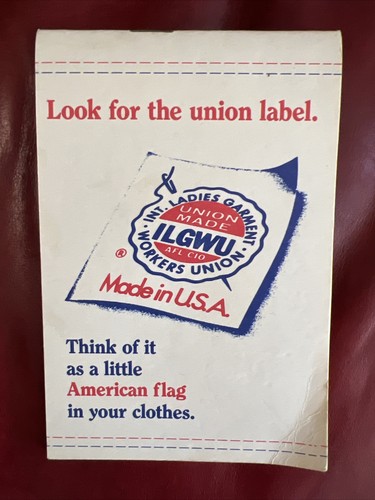 Look for the union label.
INT. LADIES GARMENT
UNION
MADE
ILGWU
AFL·CIO
WORKERS UNION
®
Made in U.S.A.
Think of it
as a little
American flag
in your clothes.